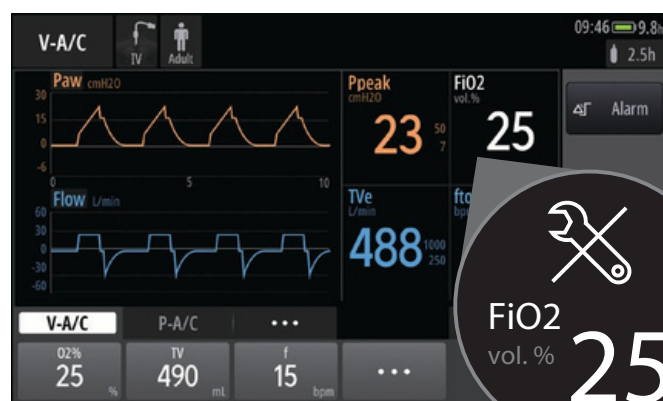 V-A/C
IV
Adult
09:46 9.8h
2.5h
Paw cmH2O
30
15
0
-6
0 5 10
Ppeak
cmH2O
23
50
7
FiO2
vol.%
25
Alarm
Flow L/min
60
30
0
-30
-60
TVe
L/min
488
1000
250
V-A/C P-A/C •••
O2%
25
%
TV
490
mL
f
15
bpm
•••
FiO2
vol. %
25